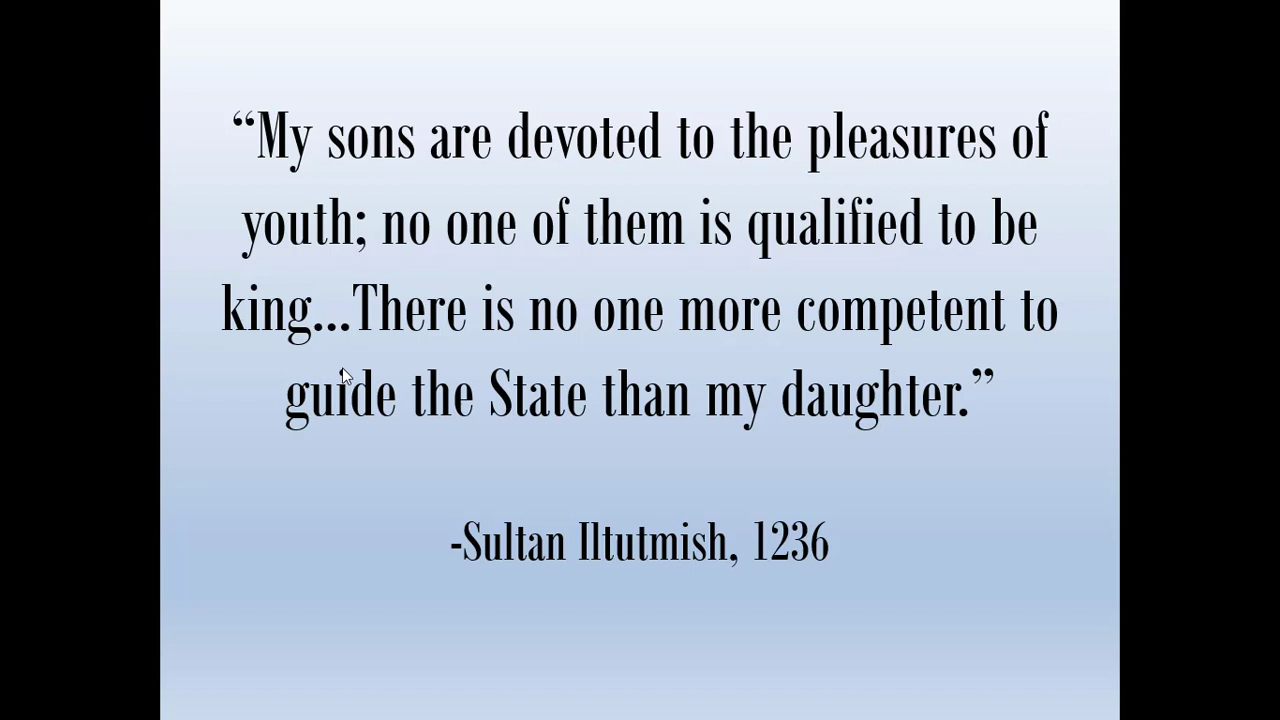 “My sons are devoted to the pleasures of
youth; no one of them is qualified to be
king...There is no one more competent to
guide the State than my daughter.”
-Sultan Iltutmish, 1236